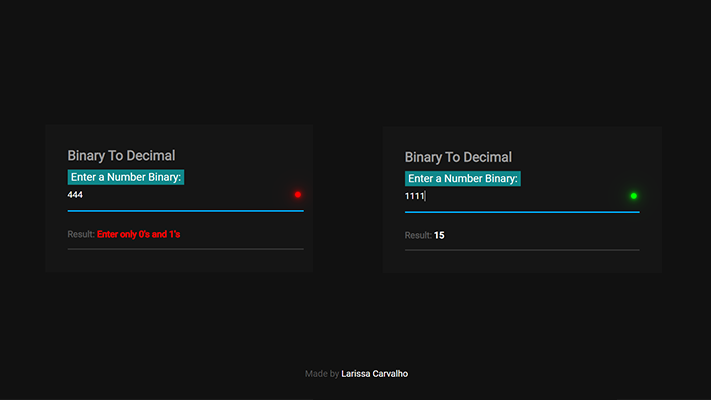 Binary To Decimal
Enter a Number Binary:
444
Result: Enter only 0's and 1's
Binary To Decimal
Enter a Number Binary:
1111
Result: 15
Made by Larissa Carvalho